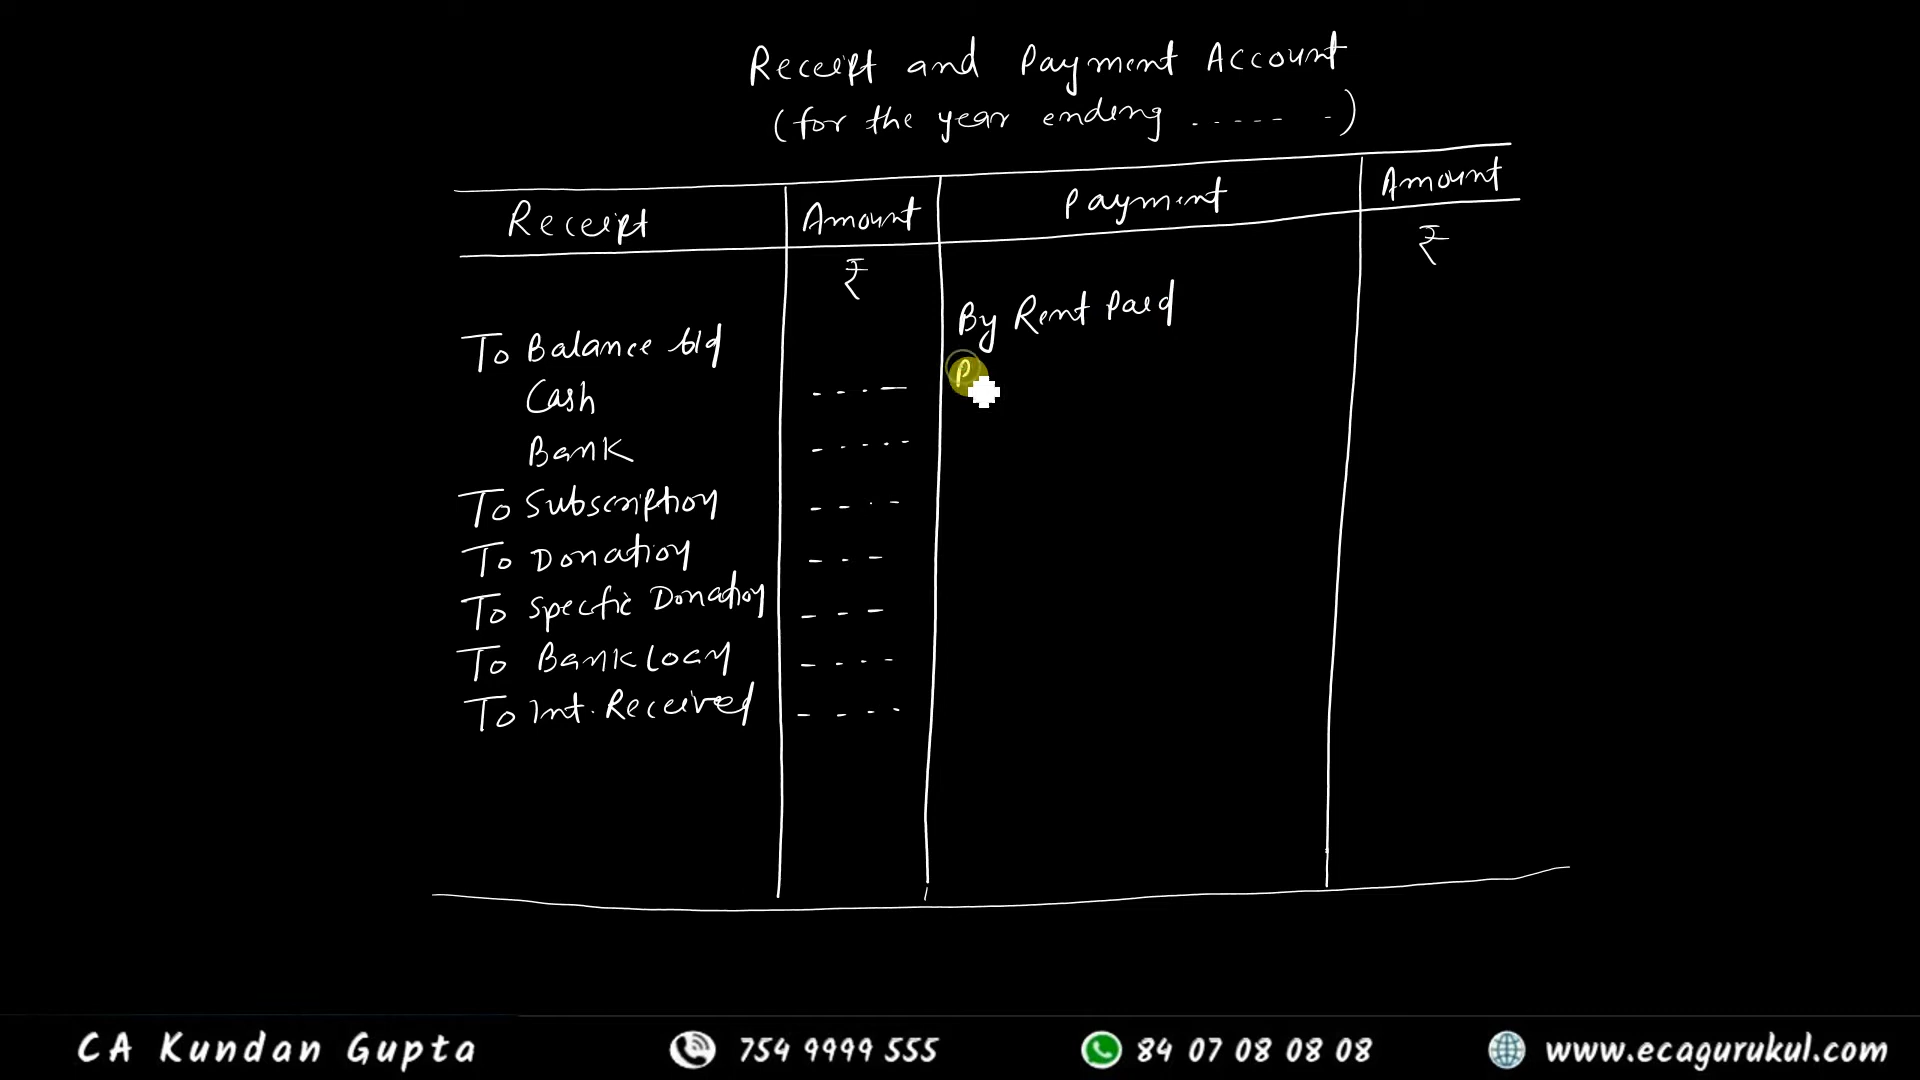 Receipt and Payment Account
(for the year ending ..... .)
Receipt Amount Payment Amount
₹ ₹
By Rent Paid
To Balance b/d
P
Cash
Bank
To Subscription
To Donation
To Specfic Donation
To Bank Loan
To Int. Received
CA Kundan Gupta 754 9999 555 84 07 08 08 08 www.ecagurukul.com